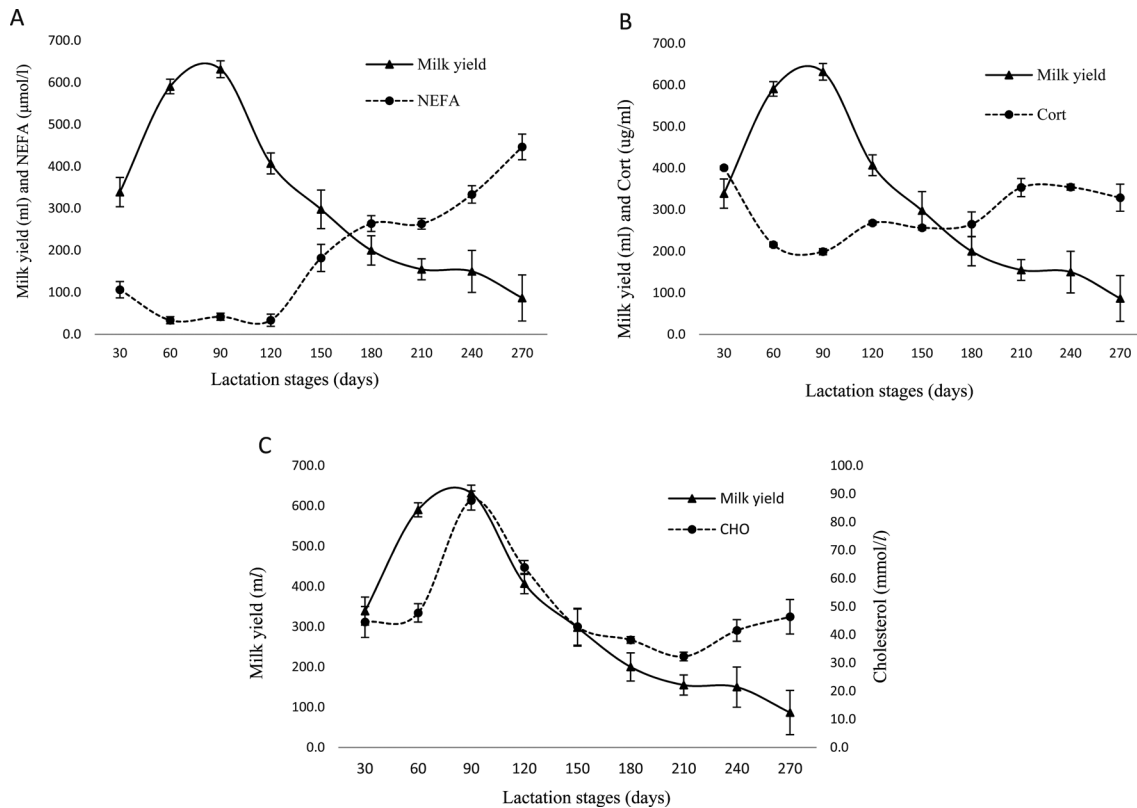 A
Milk yield (ml) and NEFA (μmol/l)
700.0
600.0
500.0
400.0
300.0
200.0
100.0
0.0
Milk yield
NEFA
30 60 90 120 150 180 210 240 270
Lactation stages (days)
B
Milk yield (ml) and Cort (ug/ml)
700.0
600.0
500.0
400.0
300.0
200.0
100.0
0.0
Milk yield
Cort
30 60 90 120 150 180 210 240 270
Lactation stages (days)
C
Milk yield (ml)
700.0
600.0
500.0
400.0
300.0
200.0
100.0
0.0
Milk yield
CHO
100.0
90.0
80.0
70.0
60.0
50.0
40.0
30.0
20.0
10.0
0.0
Cholesterol (mmol/l)
30 60 90 120 150 180 210 240 270
Lactation stages (days)